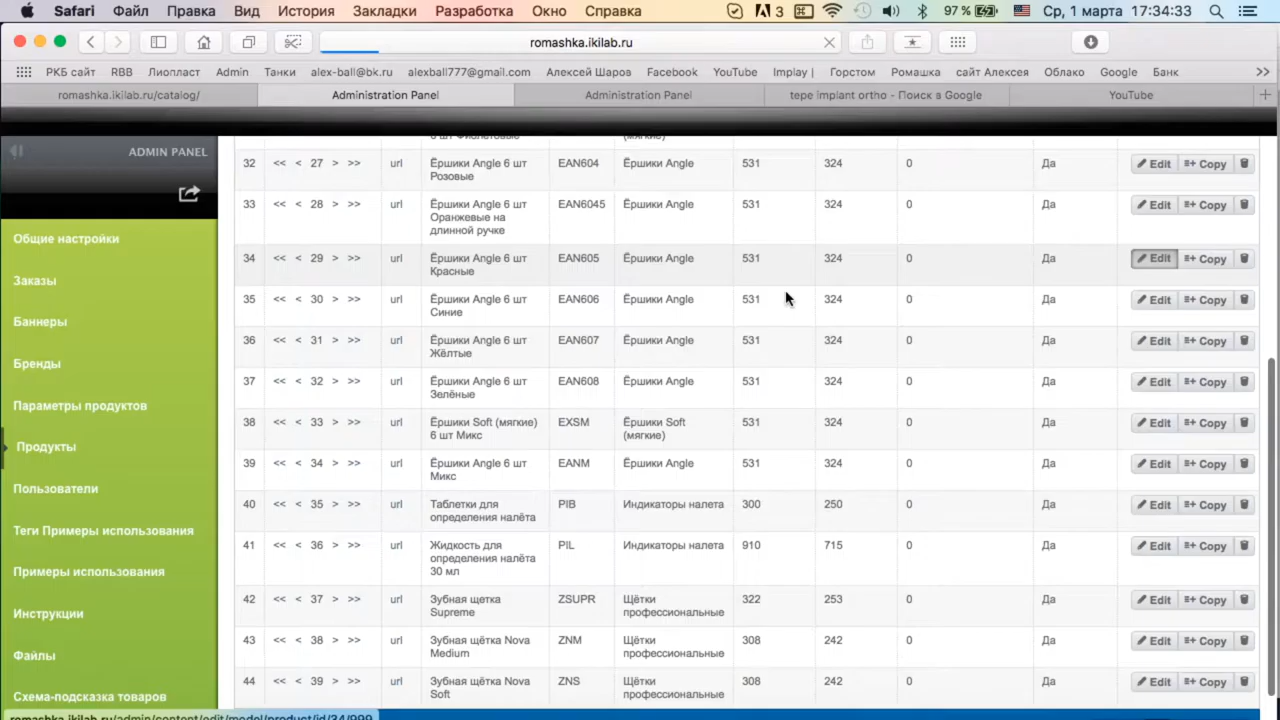 Safari Файл Правка Вид История Закладки Разработка Окно Справка 3 97% Ср, 1 марта 17:34:33
romashka.ikilab.ru
РКБ сайт RBB Лиопласт Admin Танки alex-ball@bk.ru alexball777@gmail.com Алексей Шаров Facebook YouTube Implay | Горстом Ромашка сайт Алексея Облако Google Банк >>
romashka.ikilab.ru/catalog/ Administration Panel Administration Panel tepe implant ortho - Поиск в Google YouTube +
ADMIN PANEL
Общие настройки
Заказы
Баннеры
Бренды
Параметры продуктов
Продукты
Пользователи
Теги Примеры использования
Примеры использования
Инструкции
Файлы
Схема-подсказка товаров
6 шт Фиолетовые (мягкие)
32 << < 27 > >> url Ёршики Angle 6 шт EAN604 Ёршики Angle 531 324 0 Да Edit Copy
Розовые
33 << < 28 > >> url Ёршики Angle 6 шт EAN6045 Ёршики Angle 531 324 0 Да Edit Copy
Оранжевые на
длинной ручке
34 << < 29 > >> url Ёршики Angle 6 шт EAN605 Ёршики Angle 531 324 0 Да Edit Copy
Красные
35 << < 30 > >> url Ёршики Angle 6 шт EAN606 Ёршики Angle 531 324 0 Да Edit Copy
Синие
36 << < 31 > >> url Ёршики Angle 6 шт EAN607 Ёршики Angle 531 324 0 Да Edit Copy
Жёлтые
37 << < 32 > >> url Ёршики Angle 6 шт EAN608 Ёршики Angle 531 324 0 Да Edit Copy
Зелёные
38 << < 33 > >> url Ёршики Soft (мягкие) EXSM Ёршики Soft 531 324 0 Да Edit Copy
6 шт Микс (мягкие)
39 << < 34 > >> url Ёршики Angle 6 шт EANM Ёршики Angle 531 324 0 Да Edit Copy
Микс
40 << < 35 > >> url Таблетки для PIB Индикаторы налета 300 250 0 Да Edit Copy
определения налёта
41 << < 36 > >> url Жидкость для PIL Индикаторы налета 910 715 0 Да Edit Copy
определения налёта
30 мл
42 << < 37 > >> url Зубная щетка ZSUPR Щётки 322 253 0 Да Edit Copy
Supreme профессиональные
43 << < 38 > >> url Зубная щётка Nova ZNM Щётки 308 242 0 Да Edit Copy
Medium профессиональные
44 << < 39 > >> url Зубная щётка Nova ZNS Щётки 308 242 0 Да Edit Copy
Soft профессиональные
romashka.ikilab.ru/admin/content/edit/model/product/id/34/999